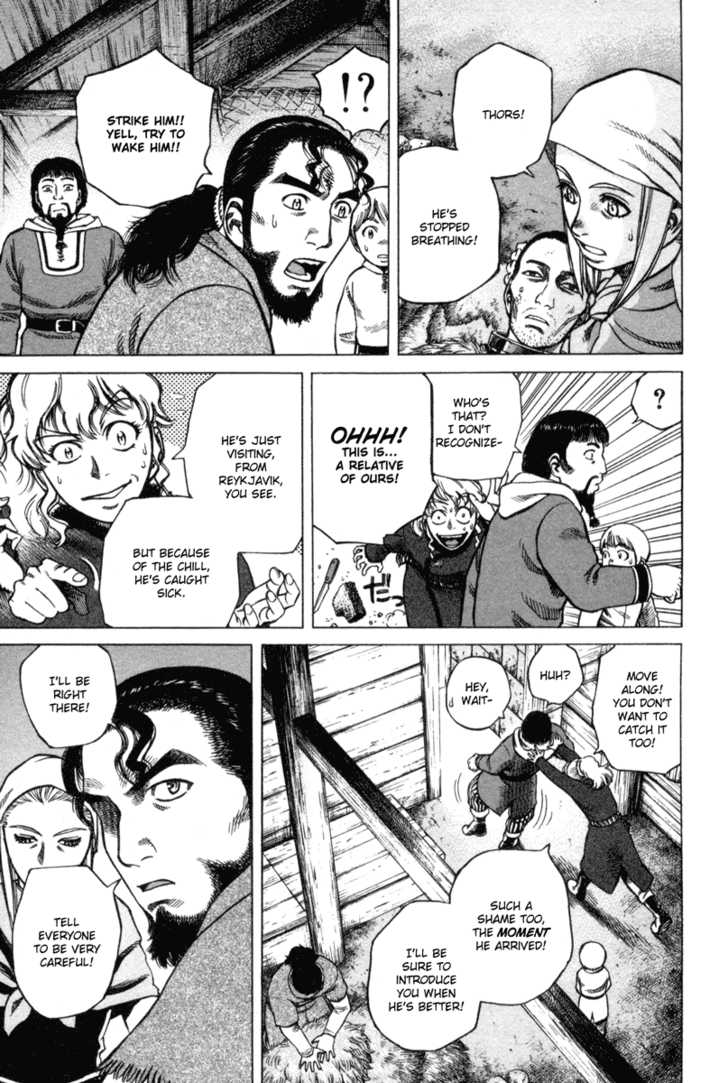 THORS!
HE'S
STOPPED
BREATHING!
!?
STRIKE HIM!!
YELL, TRY TO
WAKE HIM!!
?
WHO'S
THAT?
I DON'T
RECOGNIZE-
OHHH!
THIS IS...
A RELATIVE
OF OURS!
だっ
HE'S JUST
VISITING,
FROM
REYKJAVIK,
YOU SEE.
BUT BECAUSE
OF THE CHILL,
HE'S CAUGHT
SICK.
MOVE
ALONG!
YOU DON'T
WANT TO
CATCH IT
TOO!
HUH?
HEY,
WAIT-
SUCH A
SHAME TOO,
THE MOMENT
HE ARRIVED!
I'LL BE
SURE TO
INTRODUCE
YOU WHEN
HE'S BETTER!
I'LL BE
RIGHT
THERE!
TELL
EVERYONE
TO BE VERY
CAREFUL!